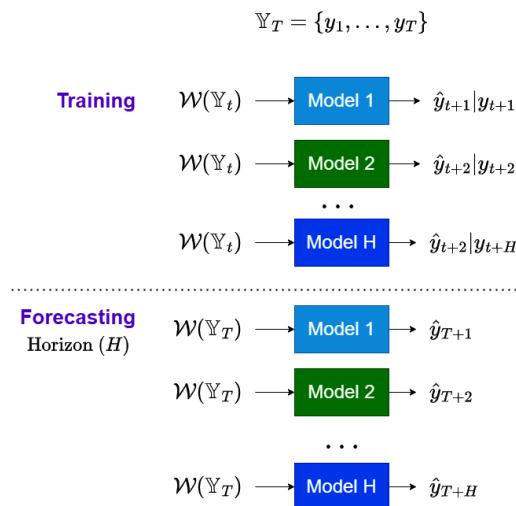 𝕐_T = {y_1, . . . , y_T}
Training
𝒲(𝕐_t) Model 1 ŷ_{t+1}|y_{t+1}
𝒲(𝕐_t) Model 2 ŷ_{t+2}|y_{t+2}
...
𝒲(𝕐_t) Model H ŷ_{t+2}|y_{t+H}
Forecasting
Horizon (H)
𝒲(𝕐_T) Model 1 ŷ_{T+1}
𝒲(𝕐_T) Model 2 ŷ_{T+2}
...
𝒲(𝕐_T) Model H ŷ_{T+H}